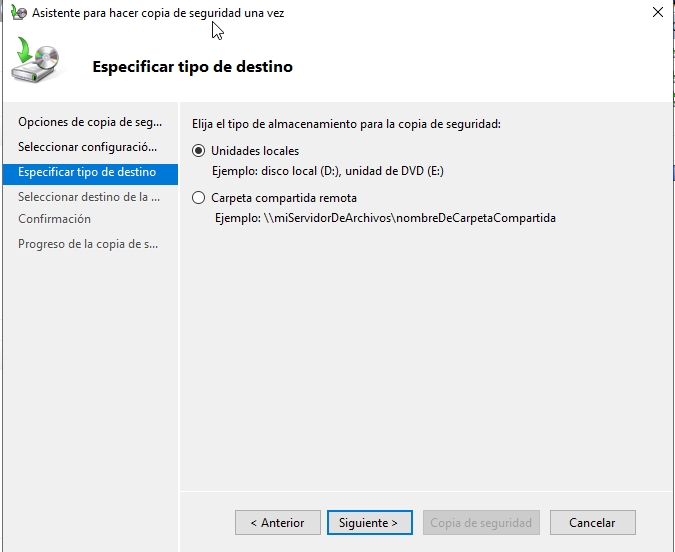 Asistente para hacer copia de seguridad una vez
Especificar tipo de destino
Opciones de copia de seg...
Seleccionar configuració...
Especificar tipo de destino
Seleccionar destino de la ...
Confirmación
Progreso de la copia de s...
Elija el tipo de almacenamiento para la copia de seguridad:
Unidades locales
Ejemplo: disco local (D:), unidad de DVD (E:)
Carpeta compartida remota
Ejemplo: \\miServidorDeArchivos\nombreDeCarpetaCompartida
< Anterior
Siguiente >
Copia de seguridad
Cancelar